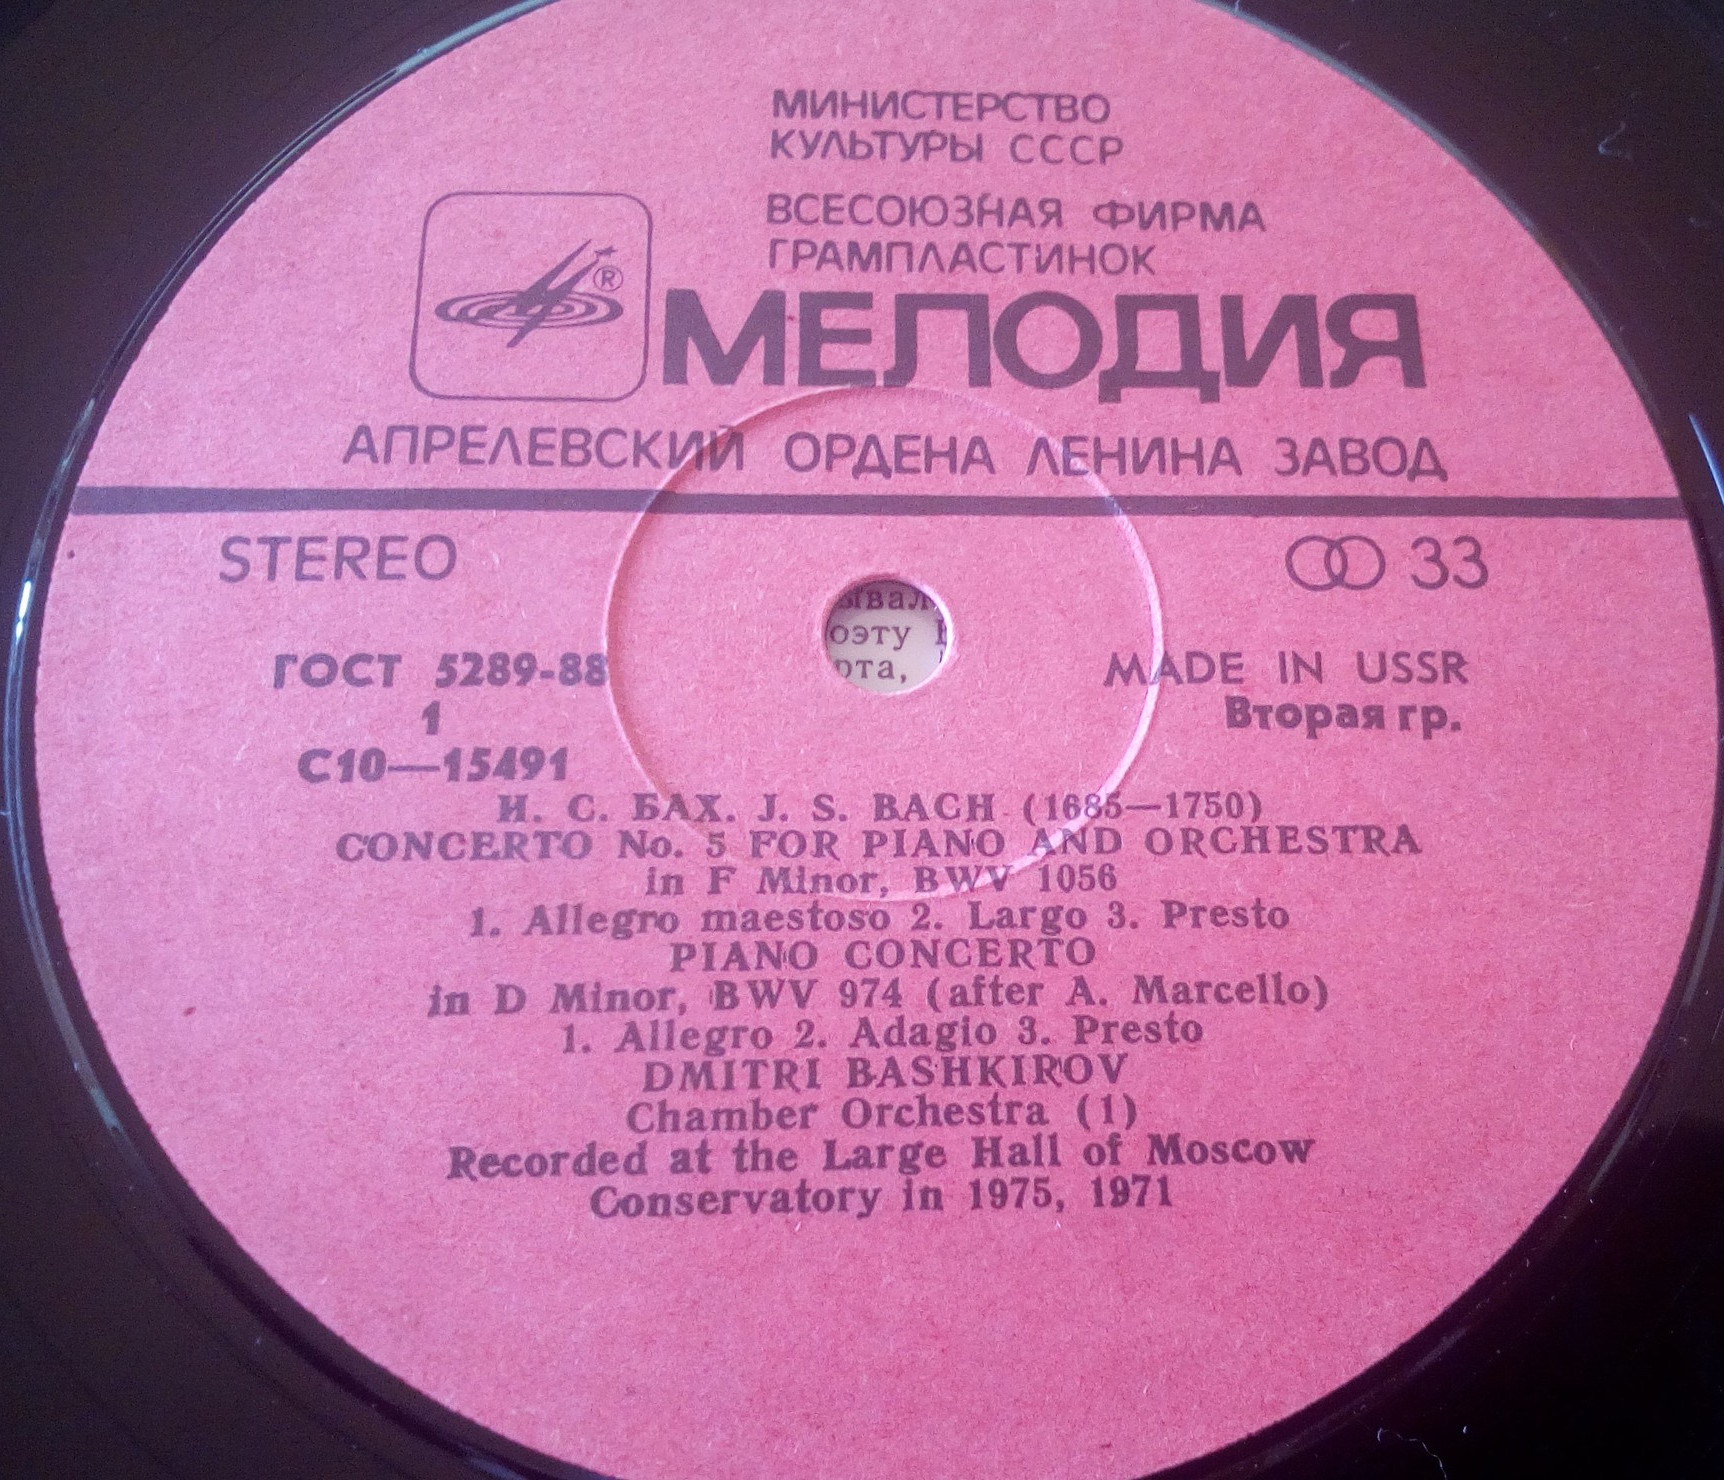 МИНИСТЕРСТВО
КУЛЬТУРЫ СССР
ВСЕСОЮЗНАЯ ФИРМА
ГРАМПЛАСТИНОК
®
МЕЛОДИЯ
АПРЕЛЕВСКИЙ ОРДЕНА ЛЕНИНА ЗАВОД
STEREO
33
ГОСТ 5289-88
MADE IN USSR
1
Вторая гр.
С10—15491
И. С. БАХ. J. S. BACH (1685—1750)
CONCERTO No. 5 FOR PIANO AND ORCHESTRA
in F Minor, BWV 1056
1. Allegro maestoso 2. Largo 3. Presto
PIANO CONCERTO
in D Minor, BWV 974 (after A. Marcello)
1. Allegro 2. Adagio 3. Presto
DMITRI BASHKIROV
Chamber Orchestra (1)
Recorded at the Large Hall of Moscow
Conservatory in 1975, 1971